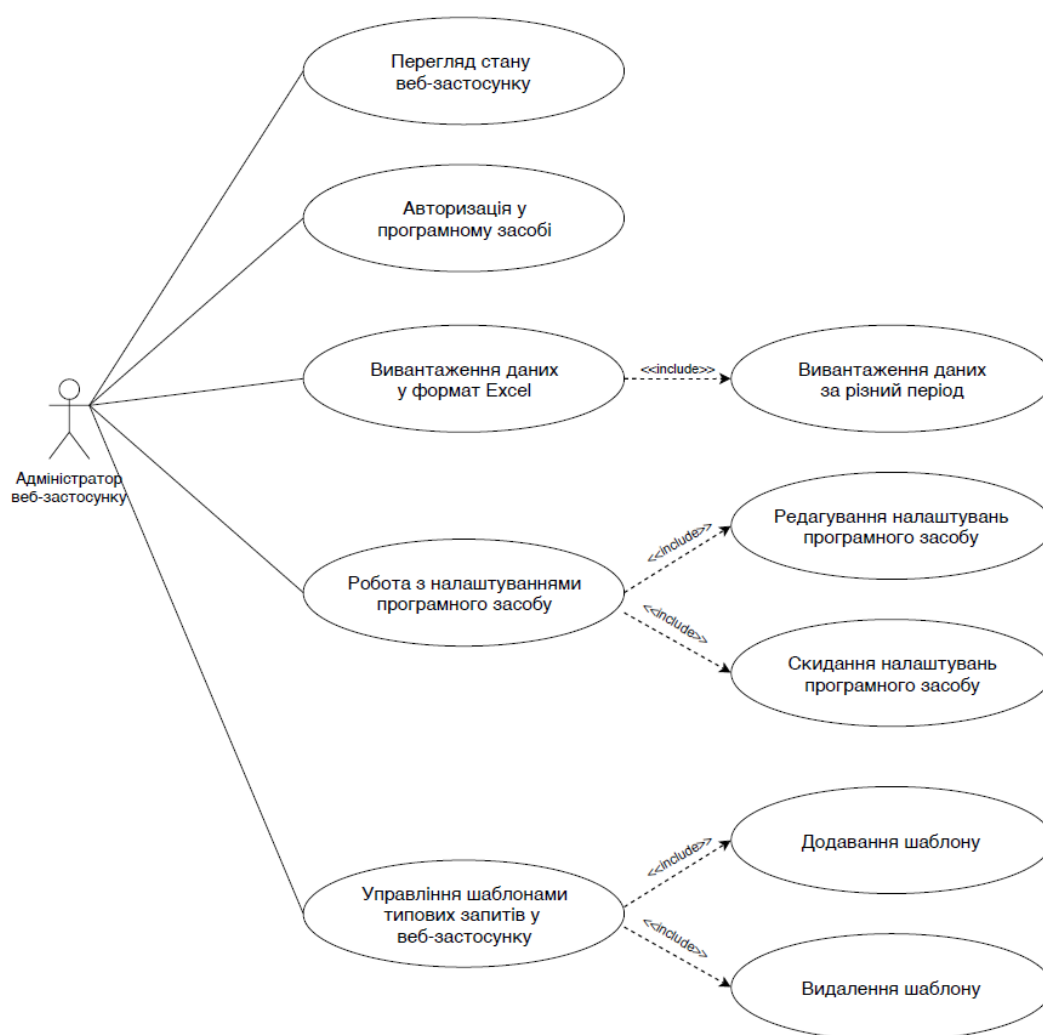 Перегляд стану
веб-застосунку
Авторизація у
програмному засобі
Вивантаження даних
у формат Excel
<<include>>
Вивантаження даних
за різний період
Адміністратор
веб-застосунку
Робота з налаштуваннями
програмного засобу
<<include>>
Редагування налаштувань
програмного засобу
<<include>>
Скидання налаштувань
програмного засобу
Управління шаблонами
типових запитів у
веб-застосунку
<<include>>
Додавання шаблону
<<include>>
Видалення шаблону